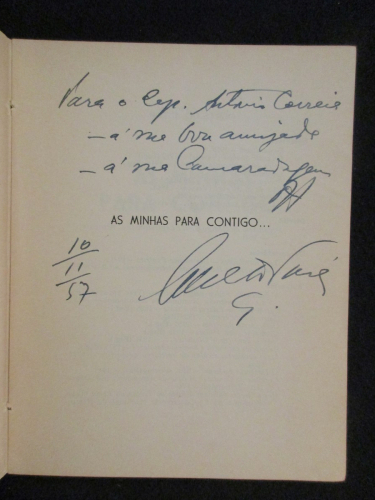 Para o Cap. António Correia
– à sua boa amizade
– à sua Camaradagem
AS MINHAS PARA CONTIGO...
10
11
57